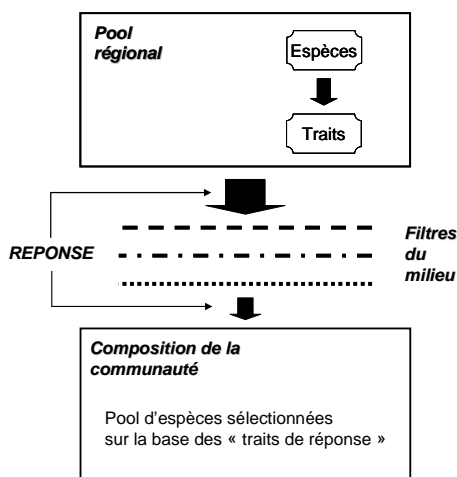 Pool
régional
Espèces
Traits
REPONSE
Filtres
du
milieu
Composition de la
communauté
Pool d'espèces sélectionnées
sur la base des « traits de réponse »